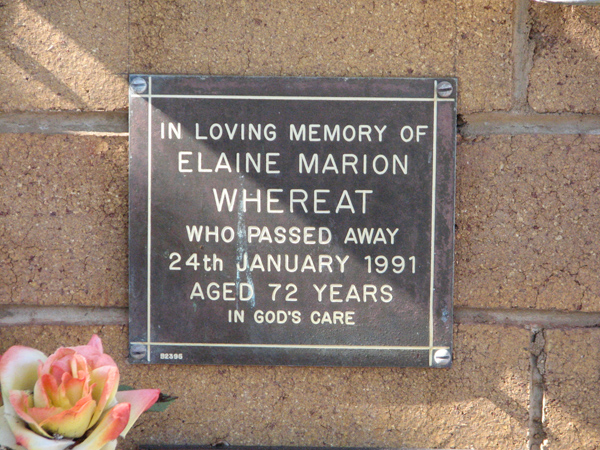 IN LOVING MEMORY OF
ELAINE MARION
WHEREAT
WHO PASSED AWAY
24th JANUARY 1991
AGED 72 YEARS
IN GOD'S CARE
D2396